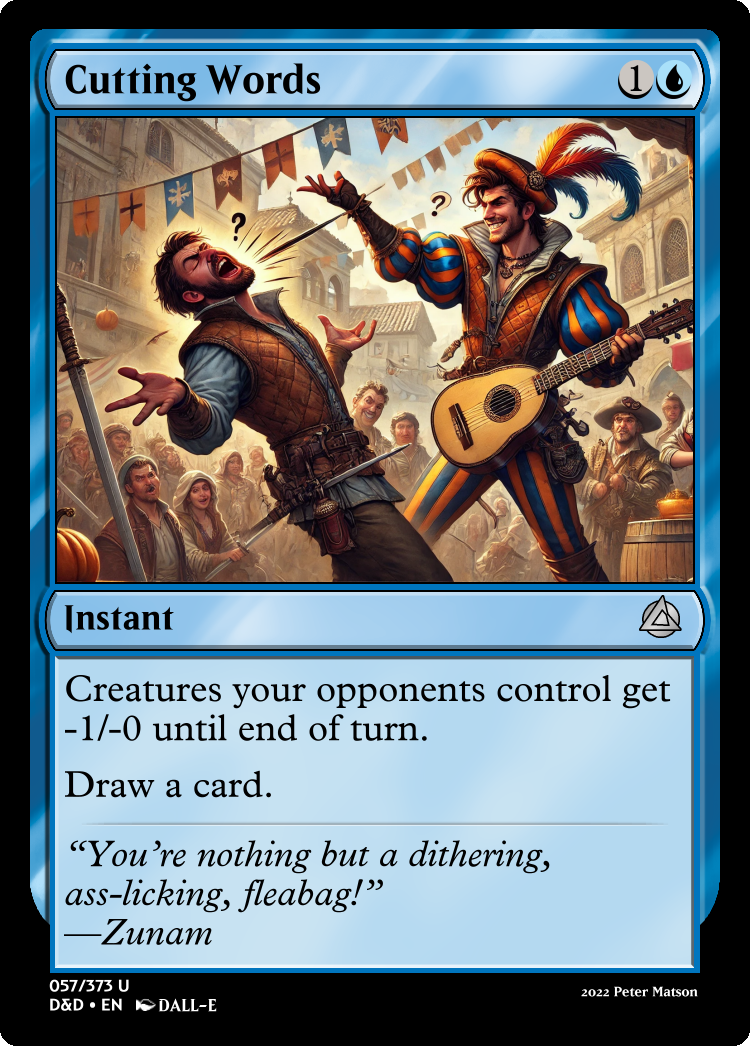 Cutting Words
1
?
?
Instant
Creatures your opponents control get
-1/-0 until end of turn.
Draw a card.
“You’re nothing but a dithering,
ass-licking, fleabag!”
—Zunam
057/373 U
D&D • EN DALL-E
2022 Peter Matson